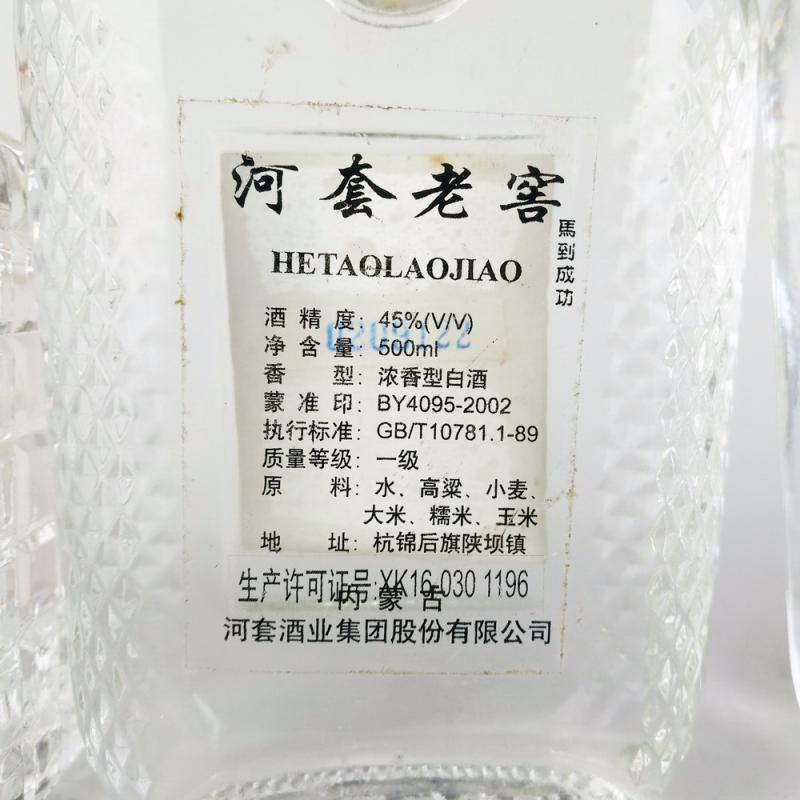 河套老窖
馬到成功
HETAOLAOJIAO
酒精度: 45%(V/V)
0209122
净含量: 500ml
香型: 浓香型白酒
蒙准印: BY4095-2002
执行标准: GB/T10781.1-89
质量等级: 一级
原料: 水、高粱、小麦、
大米、糯米、玉米
地址: 杭锦后旗陕坝镇
生产许可证号:XK16-030 1196
内蒙古
河套酒业集团股份有限公司